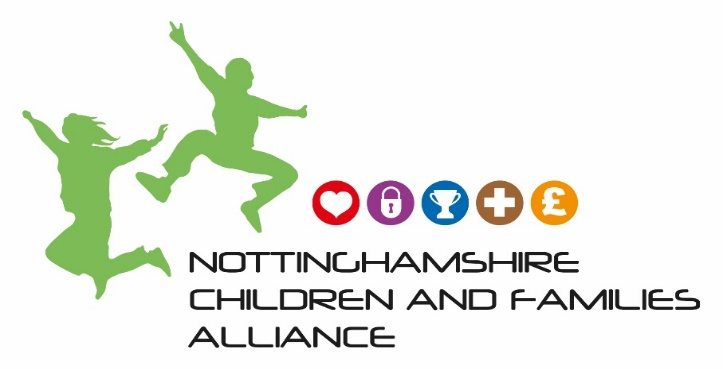 £
NOTTINGHAMSHIRE
CHILDREN AND FAMILIES
ALLIANCE